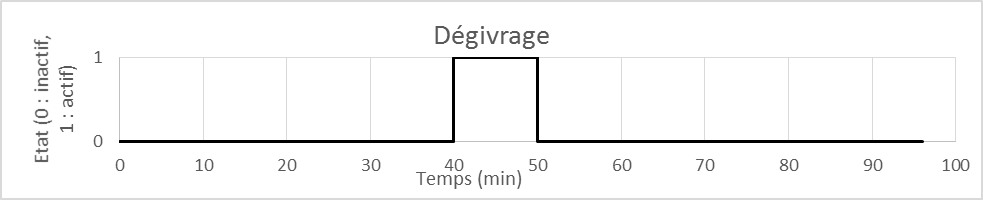 Dégivrage
Etat (0 : inactif,
1 : actif)
1
0
0 10 20 30 40 50 60 70 80 90 100
Temps (min)